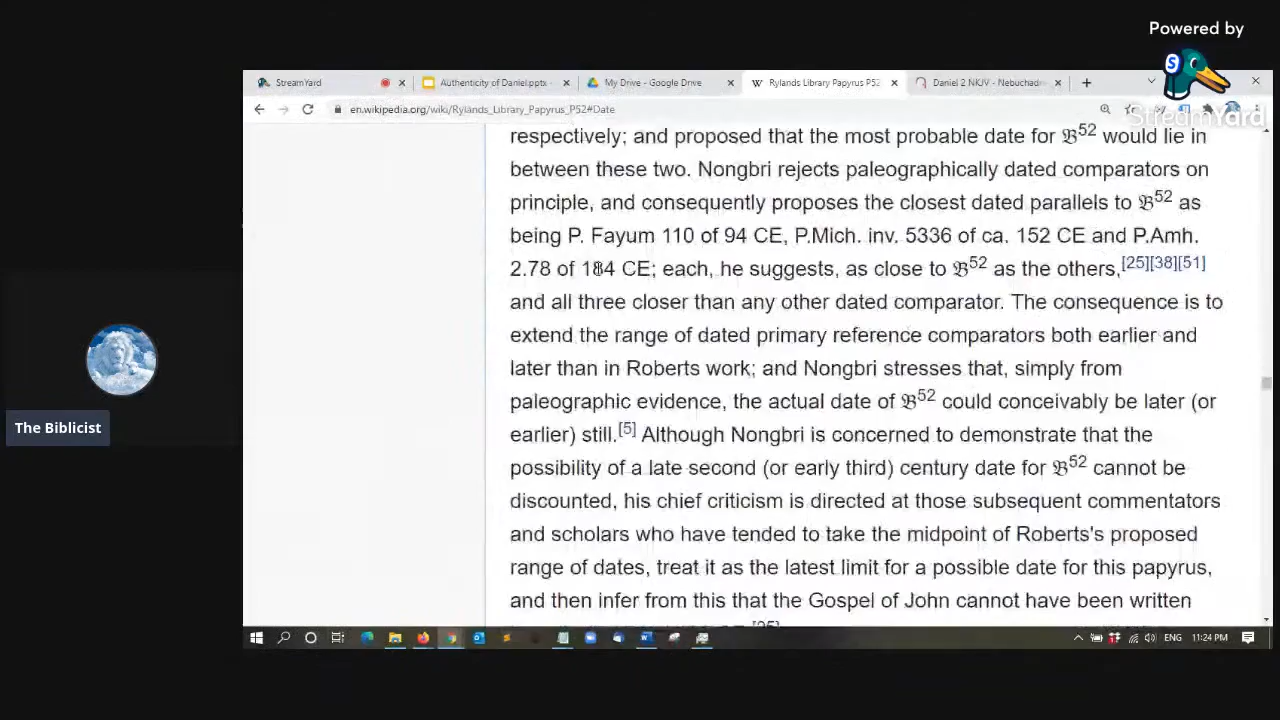 Powered by
StreamYard
StreamYard
Authenticity of Daniel.pptx -
My Drive - Google Drive
Rylands Library Papyrus P52
Daniel 2 NKJV - Nebuchadn
en.wikipedia.org/wiki/Rylands_Library_Papyrus_P52#Date
respectively; and proposed that the most probable date for 𝔓52 would lie in
between these two. Nongbri rejects paleographically dated comparators on
principle, and consequently proposes the closest dated parallels to 𝔓52 as
being P. Fayum 110 of 94 CE, P.Mich. inv. 5336 of ca. 152 CE and P.Amh.
2.78 of 184 CE; each, he suggests, as close to 𝔓52 as the others,[25][38][51]
and all three closer than any other dated comparator. The consequence is to
extend the range of dated primary reference comparators both earlier and
later than in Roberts work; and Nongbri stresses that, simply from
paleographic evidence, the actual date of 𝔓52 could conceivably be later (or
earlier) still.[5] Although Nongbri is concerned to demonstrate that the
possibility of a late second (or early third) century date for 𝔓52 cannot be
discounted, his chief criticism is directed at those subsequent commentators
and scholars who have tended to take the midpoint of Roberts's proposed
range of dates, treat it as the latest limit for a possible date for this papyrus,
and then infer from this that the Gospel of John cannot have been written
The Biblicist
ENG
11:24 PM